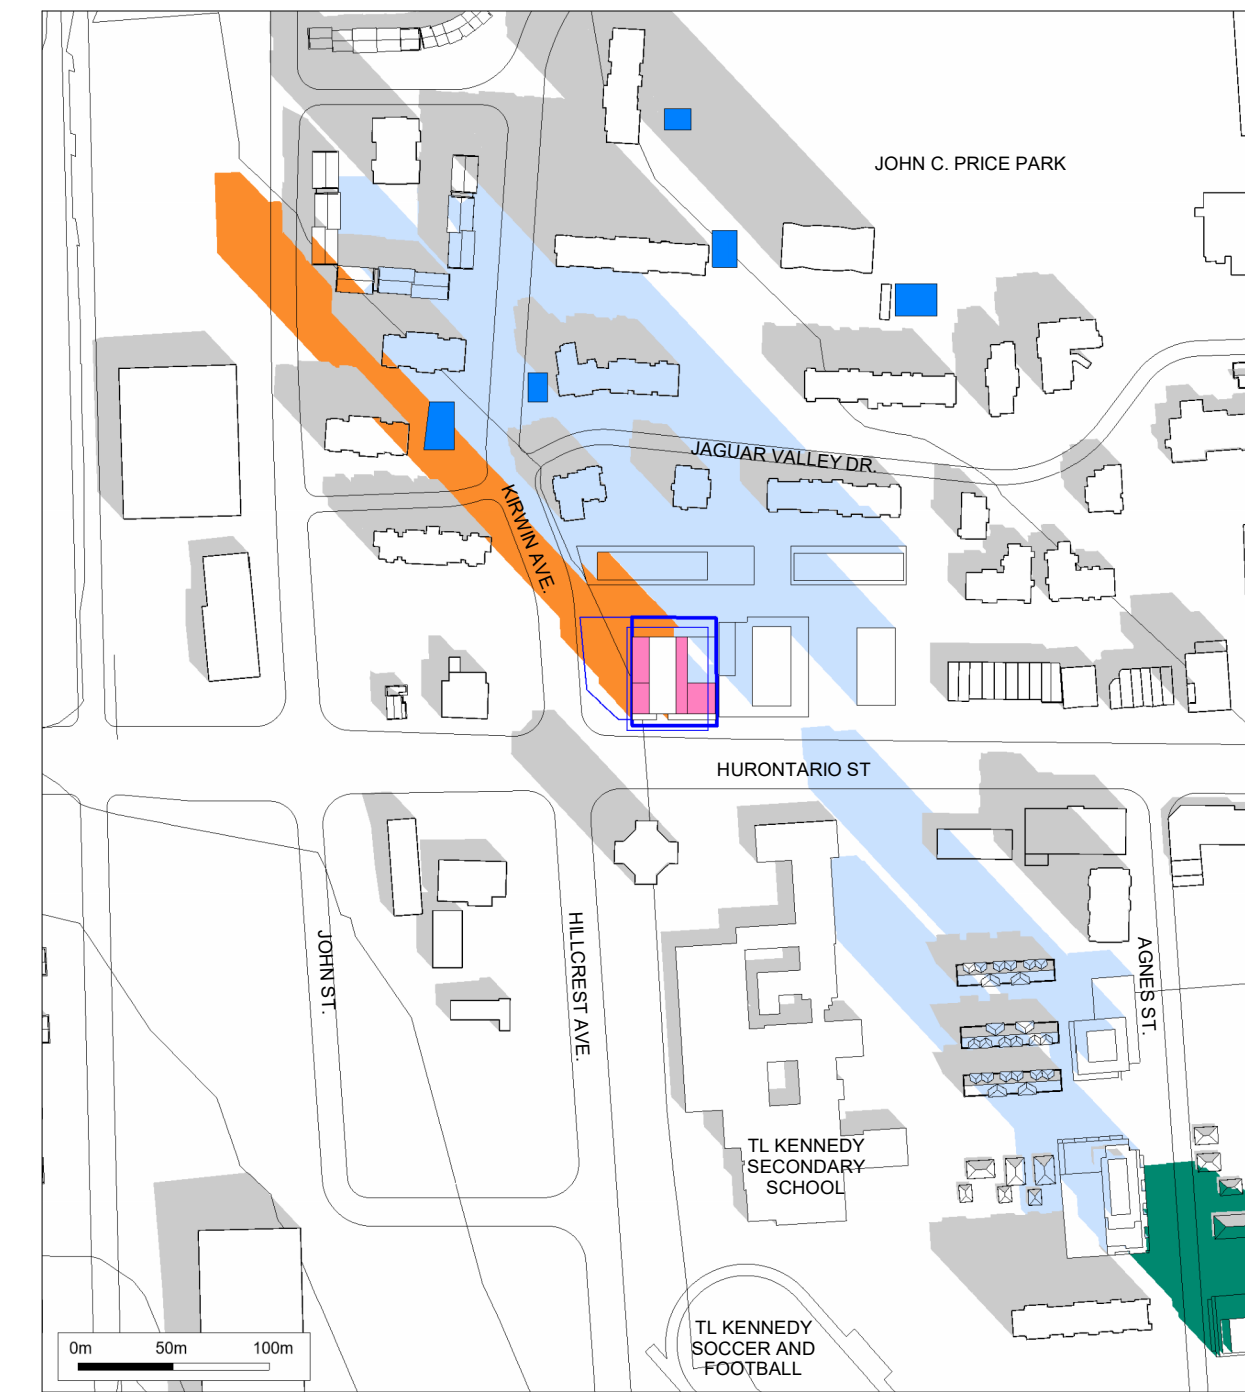 JOHN C. PRICE PARK
JAGUAR VALLEY DR.
KIRWIN AVE.
HURONTARIO ST
JOHN ST.
HILLCREST AVE.
AGNES ST.
TL KENNEDY
SECONDARY
SCHOOL
TL KENNEDY
SOCCER AND
FOOTBALL
0m 50m 100m